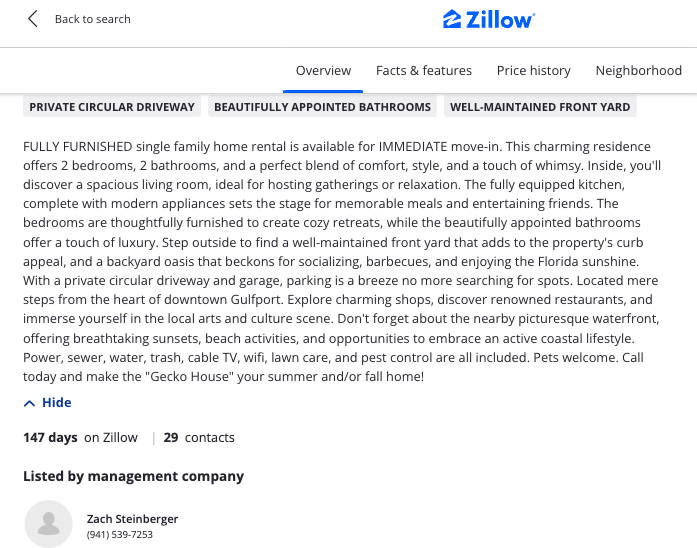 Back to search
Zillow
Overview Facts & features Price history Neighborhood
PRIVATE CIRCULAR DRIVEWAY BEAUTIFULLY APPOINTED BATHROOMS WELL-MAINTAINED FRONT YARD
FULLY FURNISHED single family home rental is available for IMMEDIATE move-in. This charming residence
offers 2 bedrooms, 2 bathrooms, and a perfect blend of comfort, style, and a touch of whimsy. Inside, you'll
discover a spacious living room, ideal for hosting gatherings or relaxation. The fully equipped kitchen,
complete with modern appliances sets the stage for memorable meals and entertaining friends. The
bedrooms are thoughtfully furnished to create cozy retreats, while the beautifully appointed bathrooms
offer a touch of luxury. Step outside to find a well-maintained front yard that adds to the property's curb
appeal, and a backyard oasis that beckons for socializing, barbecues, and enjoying the Florida sunshine.
With a private circular driveway and garage, parking is a breeze no more searching for spots. Located mere
steps from the heart of downtown Gulfport. Explore charming shops, discover renowned restaurants, and
immerse yourself in the local arts and culture scene. Don't forget about the nearby picturesque waterfront,
offering breathtaking sunsets, beach activities, and opportunities to embrace an active coastal lifestyle.
Power, sewer, water, trash, cable TV, wifi, lawn care, and pest control are all included. Pets welcome. Call
today and make the "Gecko House" your summer and/or fall home!
Hide
147 days on Zillow | 29 contacts
Listed by management company
Zach Steinberger
(941) 539-7253